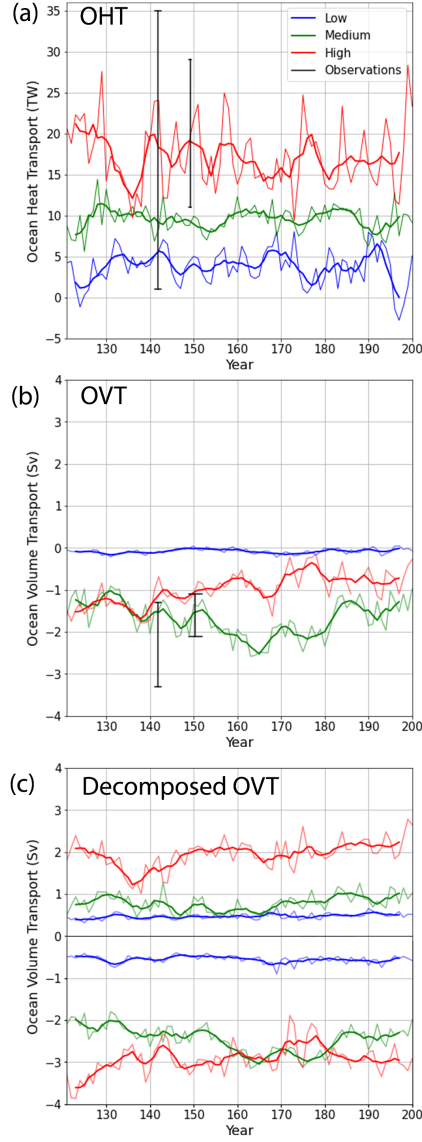 (a) OHT
Ocean Heat Transport (TW)
35
30
25
20
15
10
5
0
−5
Low
Medium
High
Observations
130 140 150 160 170 180 190 200
Year
(b) OVT
Ocean Volume Transport (Sv)
4
3
2
1
0
−1
−2
−3
−4
130 140 150 160 170 180 190 200
Year
(c) Decomposed OVT
Ocean Volume Transport (Sv)
4
3
2
1
0
−1
−2
−3
−4
130 140 150 160 170 180 190 200
Year